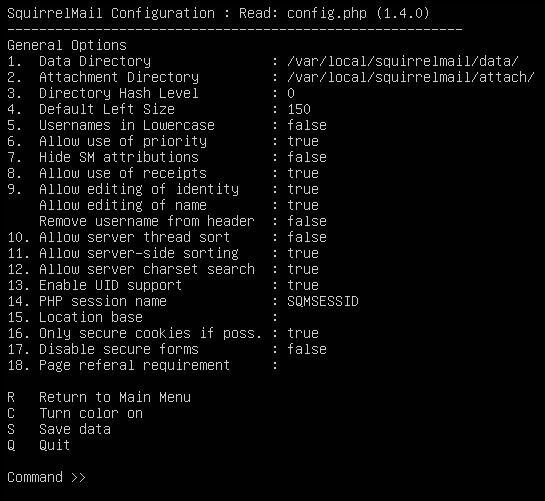 SquirrelMail Configuration : Read: config.php (1.4.0)
---------------------------------------------------------
General Options
1.  Data Directory               : /var/local/squirrelmail/data/
2.  Attachment Directory         : /var/local/squirrelmail/attach/
3.  Directory Hash Level         : 0
4.  Default Left Size            : 150
5.  Usernames in Lowercase       : false
6.  Allow use of priority        : true
7.  Hide SM attributions         : false
8.  Allow use of receipts        : true
9.  Allow editing of identity    : true
    Allow editing of name        : true
    Remove username from header  : false
10. Allow server thread sort     : false
11. Allow server-side sorting    : true
12. Allow server charset search  : true
13. Enable UID support           : true
14. PHP session name             : SQMSESSID
15. Location base                :
16. Only secure cookies if poss. : true
17. Disable secure forms         : false
18. Page referal requirement     :

R   Return to Main Menu
C   Turn color on
S   Save data
Q   Quit

Command >>